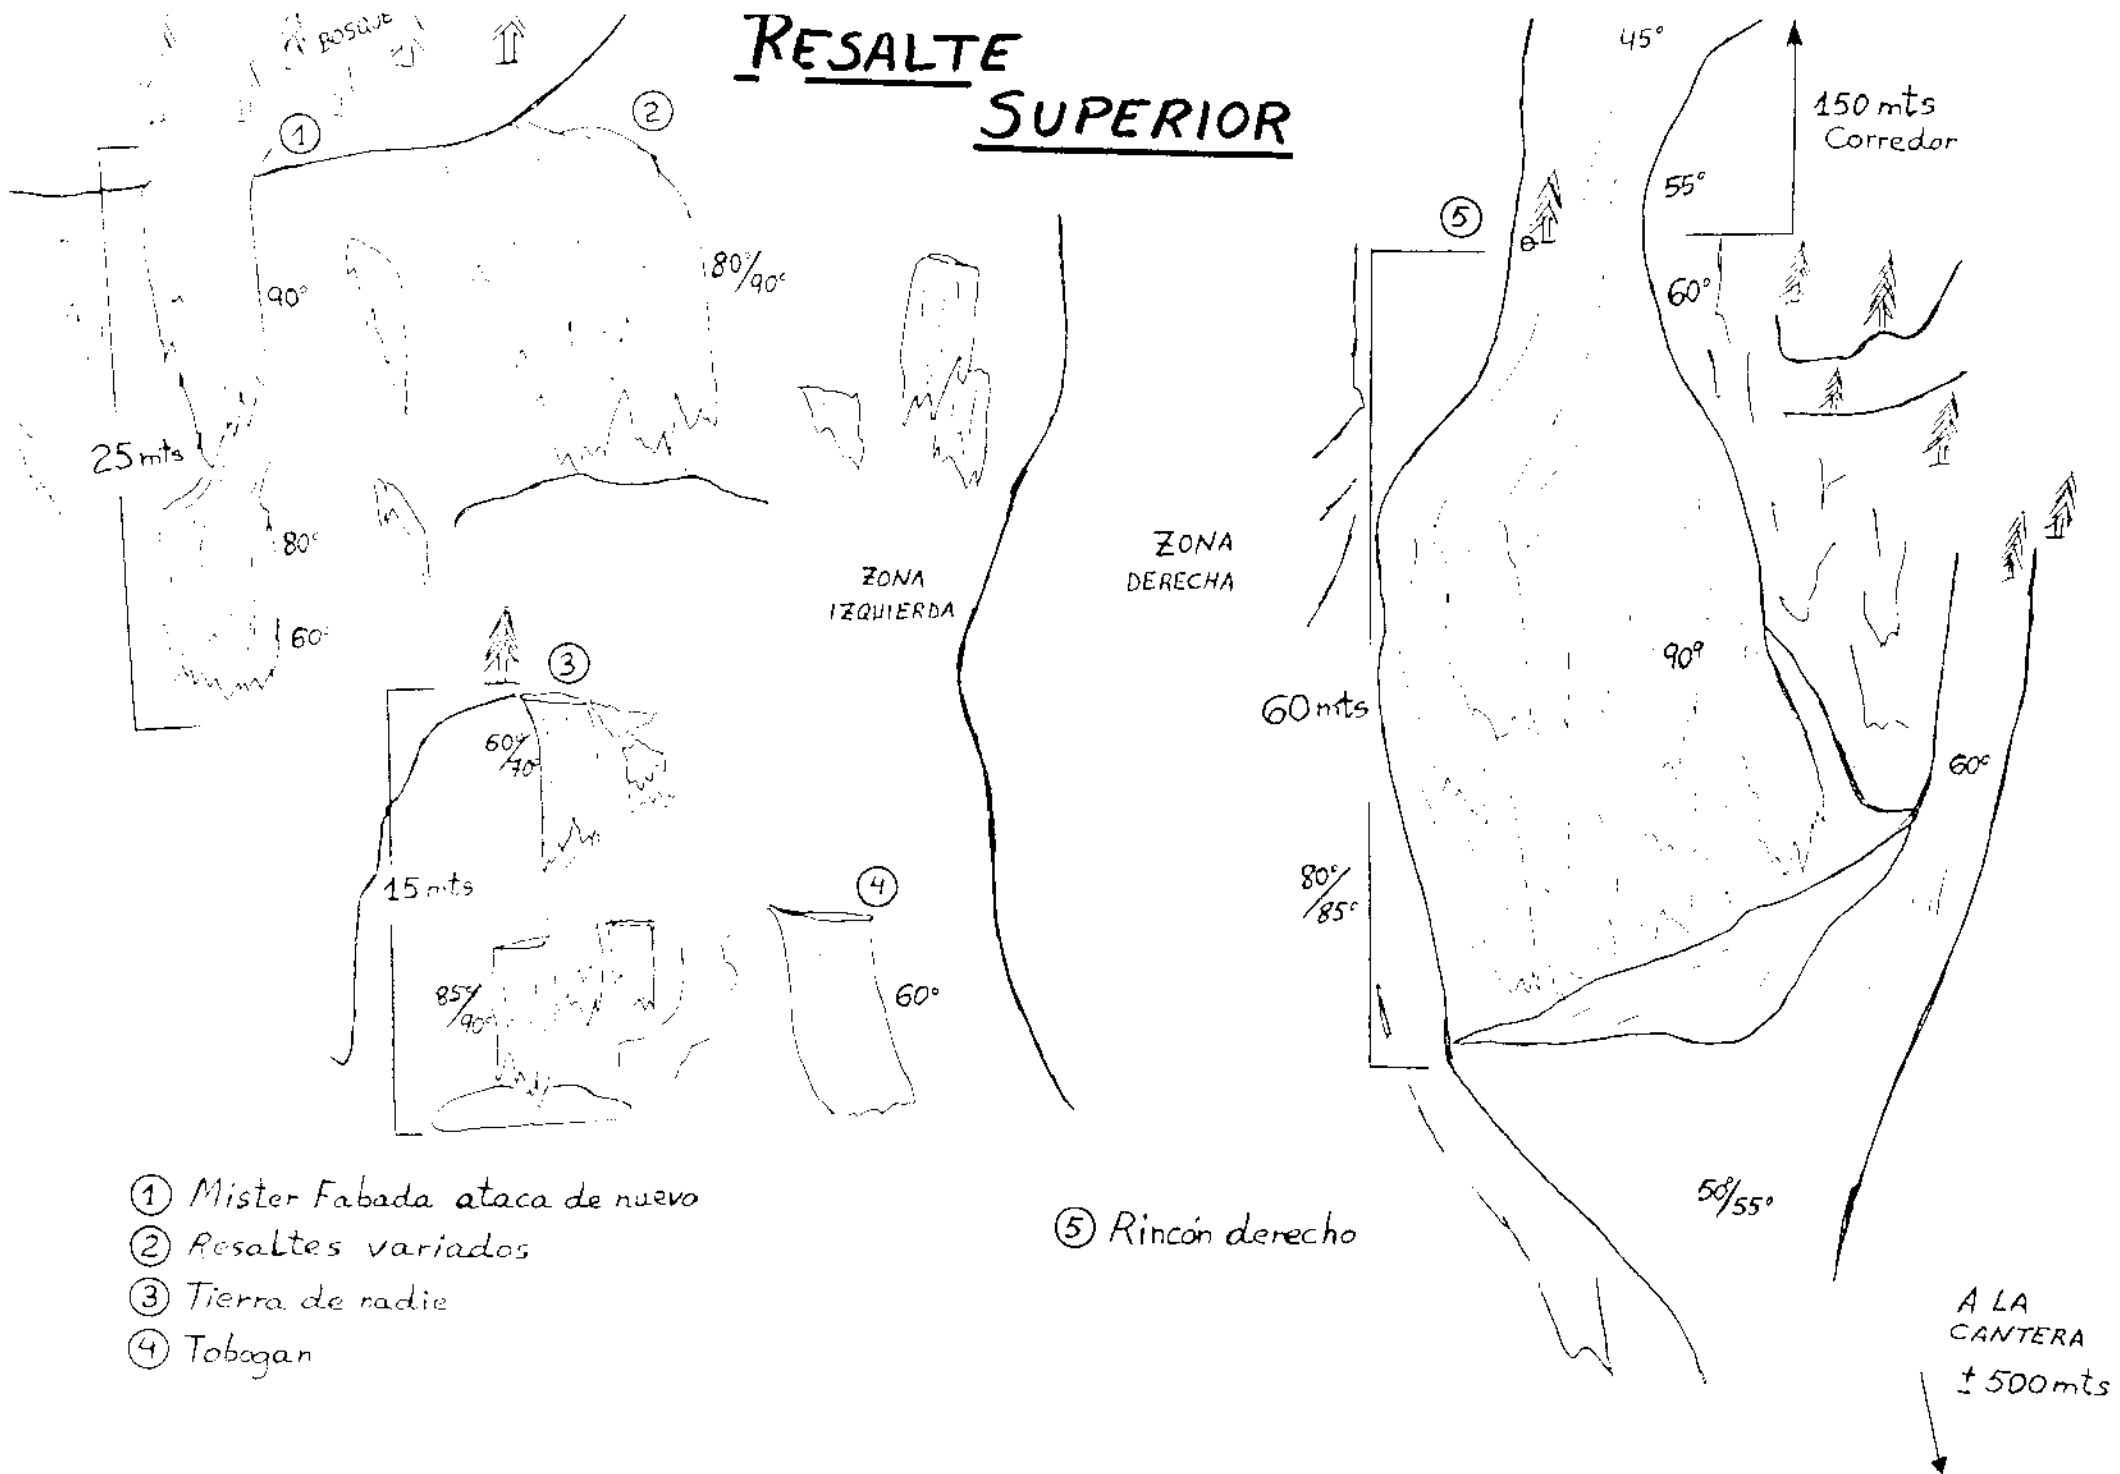 RESALTE
SUPERIOR
BOSQUE
1
2
90°
80°/90°
25 mts
80°
60°
ZONA
IZQUIERDA
ZONA
DERECHA
3
60°/70°
15 mts
85°/90°
4
60°
45°
150 mts
Corredor
55°
5
60°
90°
60 mts
60°
80°/85°
50°/55°
1 Mister Fabada ataca de nuevo
2 Resaltes variados
3 Tierra de nadie
4 Tobogan
5 Rincón derecho
A LA
CANTERA
± 500 mts